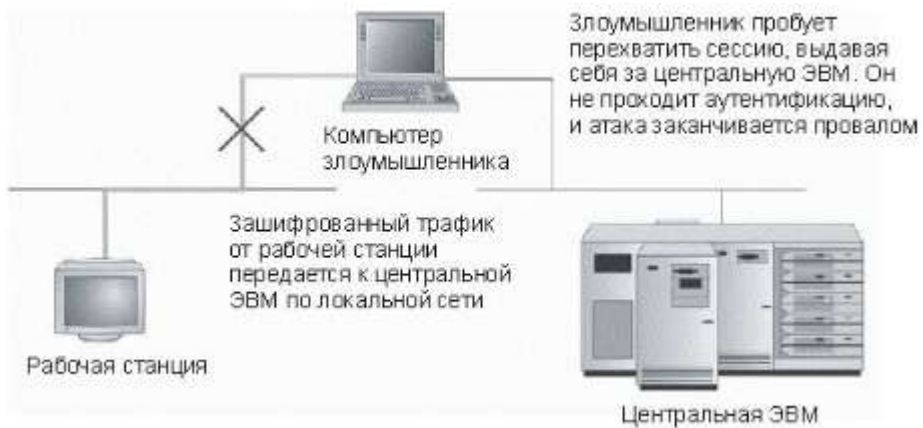 Злоумышленник пробует
перехватить сессию, выдавая
себя за центральную ЭВМ. Он
не проходит аутентификацию,
и атака заканчивается провалом
Компьютер
злоумышленника
Зашифрованный трафик
от рабочей станции
передается к центральной
ЭВМ по локальной сети
Рабочая станция
Центральная ЭВМ